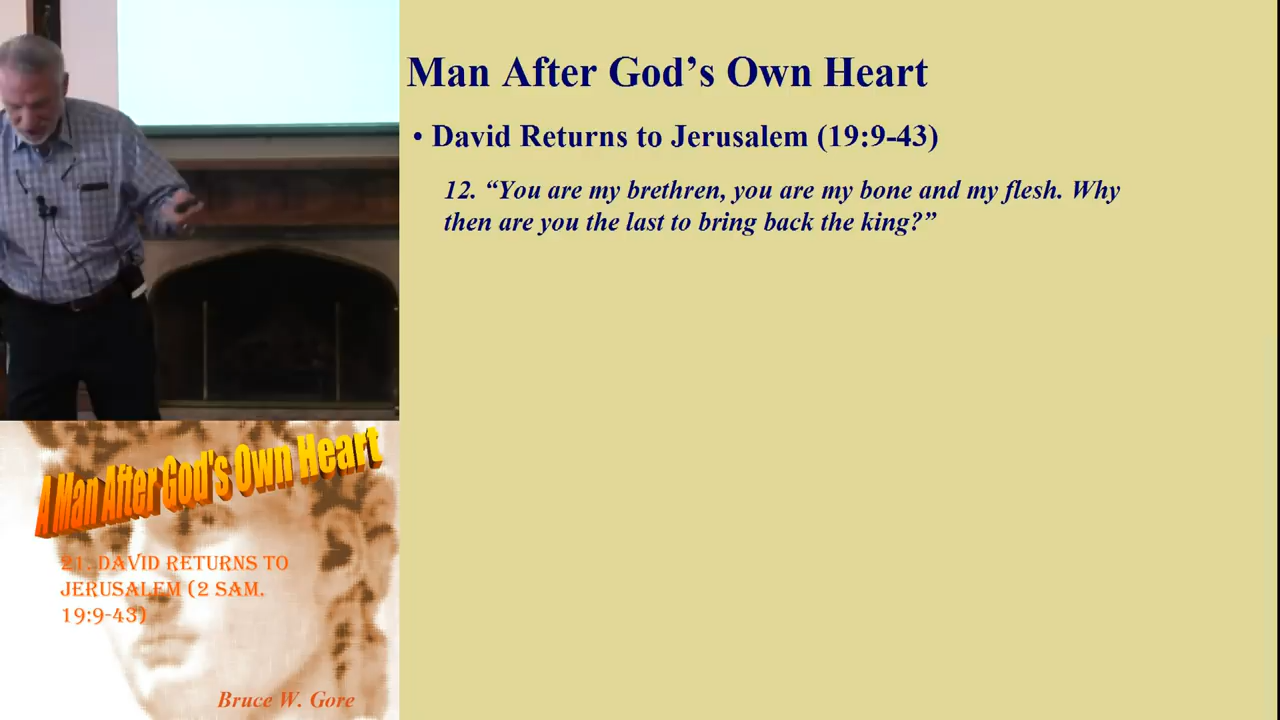 Man After God’s Own Heart
• David Returns to Jerusalem (19:9-43)
12. “You are my brethren, you are my bone and my flesh. Why
then are you the last to bring back the king?”
A Man After God's Own Heart
21. DAVID RETURNS TO
JERUSALEM (2 SAM.
19:9-43)
Bruce W. Gore